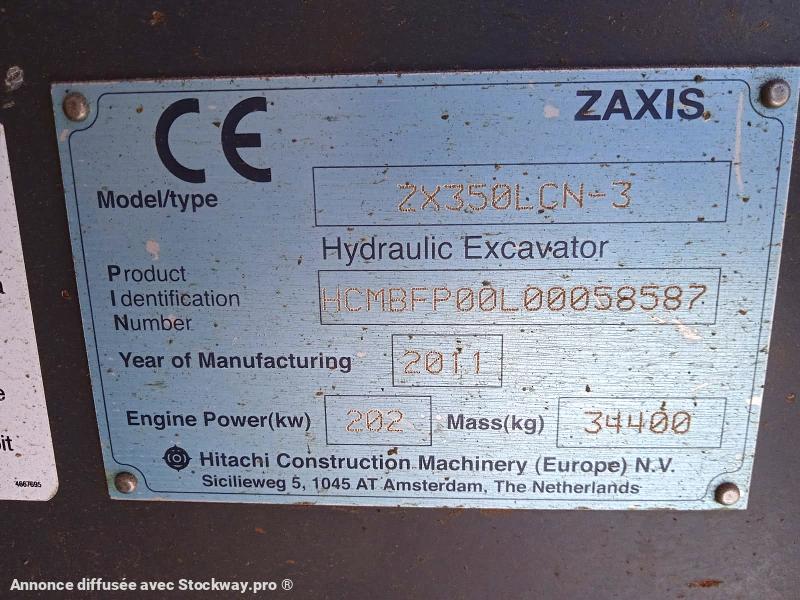 CE
ZAXIS
Model/type ZX350LCN-3
Hydraulic Excavator
Product
Identification
Number
HCMBFP00L00058587
Year of Manufacturing 2011
Engine Power(kw) 202 Mass(kg) 34400
Hitachi Construction Machinery (Europe) N.V.
Sicilieweg 5, 1045 AT Amsterdam, The Netherlands
4667695
Annonce diffusée avec Stockway.pro ®